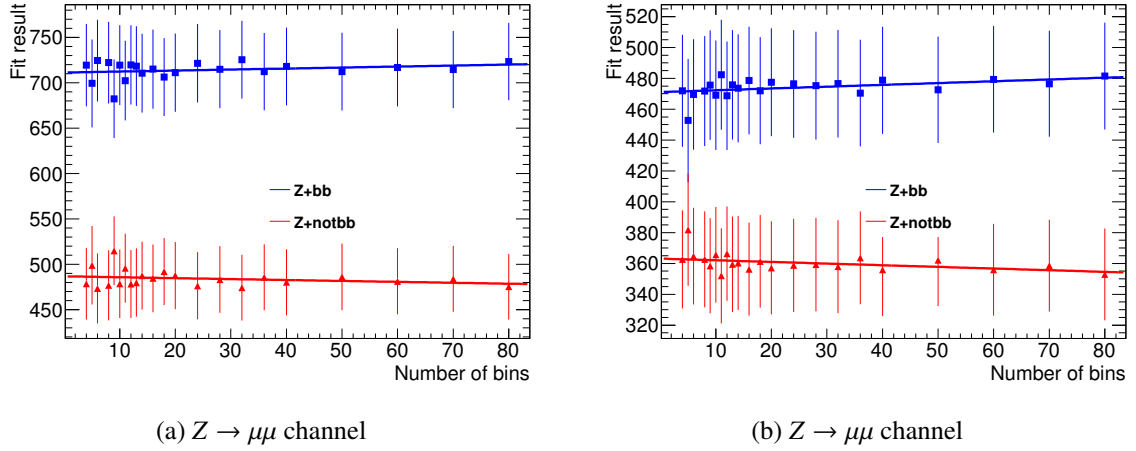 Fit result
750
700
650
600
550
500
450
Z+bb
Z+notbb
10 20 30 40 50 60 70 80
Number of bins
(a) Z → μμ channel
Fit result
520
500
480
460
440
420
400
380
360
340
320
Z+bb
Z+notbb
10 20 30 40 50 60 70 80
Number of bins
(b) Z → μμ channel